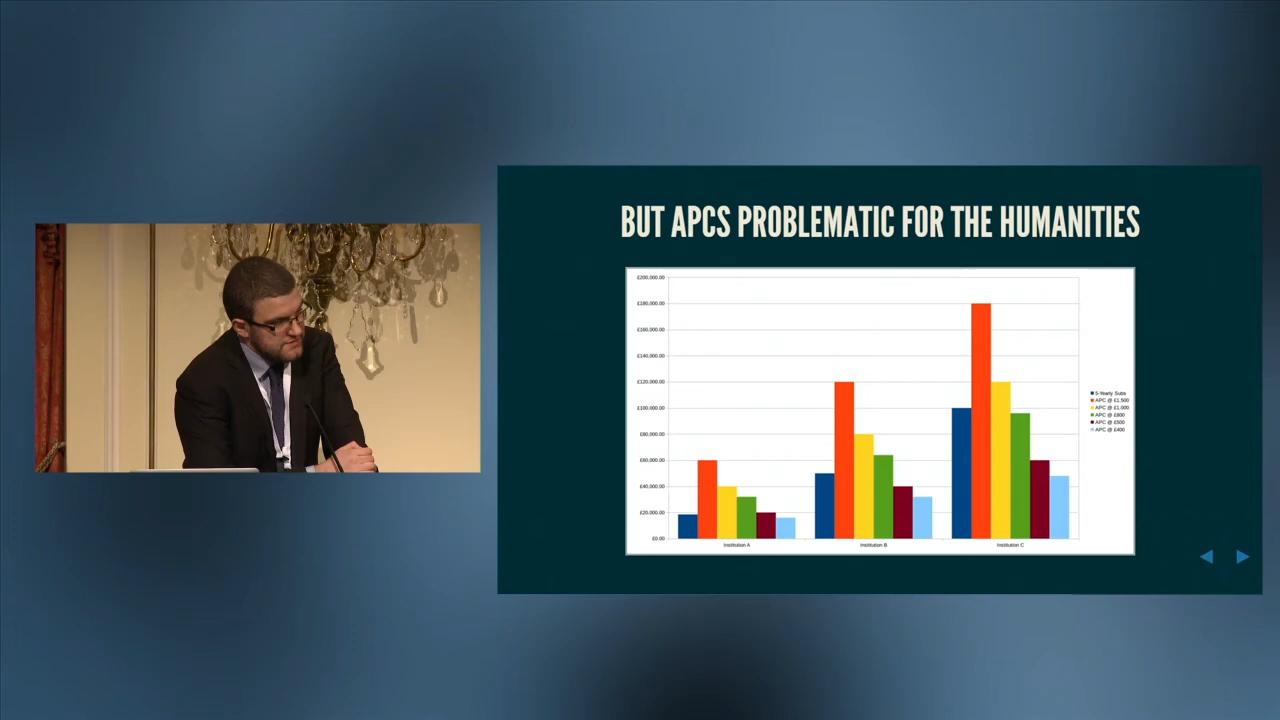 BUT APCS PROBLEMATIC FOR THE HUMANITIES
£200,000.00
£180,000.00
£160,000.00
£140,000.00
£120,000.00
£100,000.00
£80,000.00
£60,000.00
£40,000.00
£20,000.00
£0.00
5-Yearly Subs
APC @ £1,500
APC @ £1,000
APC @ £800
APC @ £500
APC @ £400
Institution A
Institution B
Institution C